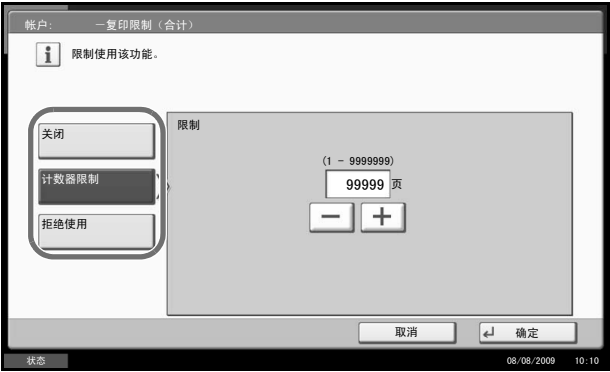 帐户: 一复印限制（合计）
i 限制使用该功能。
关闭
计数器限制
拒绝使用
限制
(1 - 9999999)
99999 页
取消
确定
状态
08/08/2009 10:10